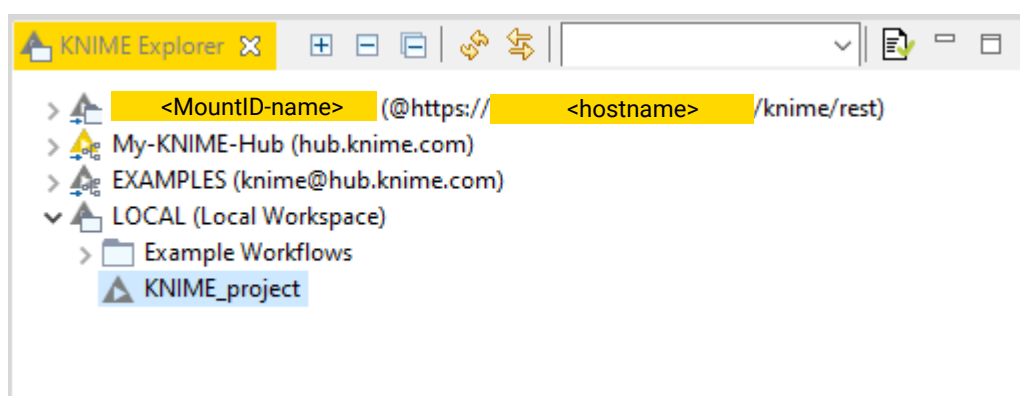 KNIME Explorer
<MountID-name> (@https:// <hostname> /knime/rest)
My-KNIME-Hub (hub.knime.com)
EXAMPLES (knime@hub.knime.com)
LOCAL (Local Workspace)
Example Workflows
KNIME_project